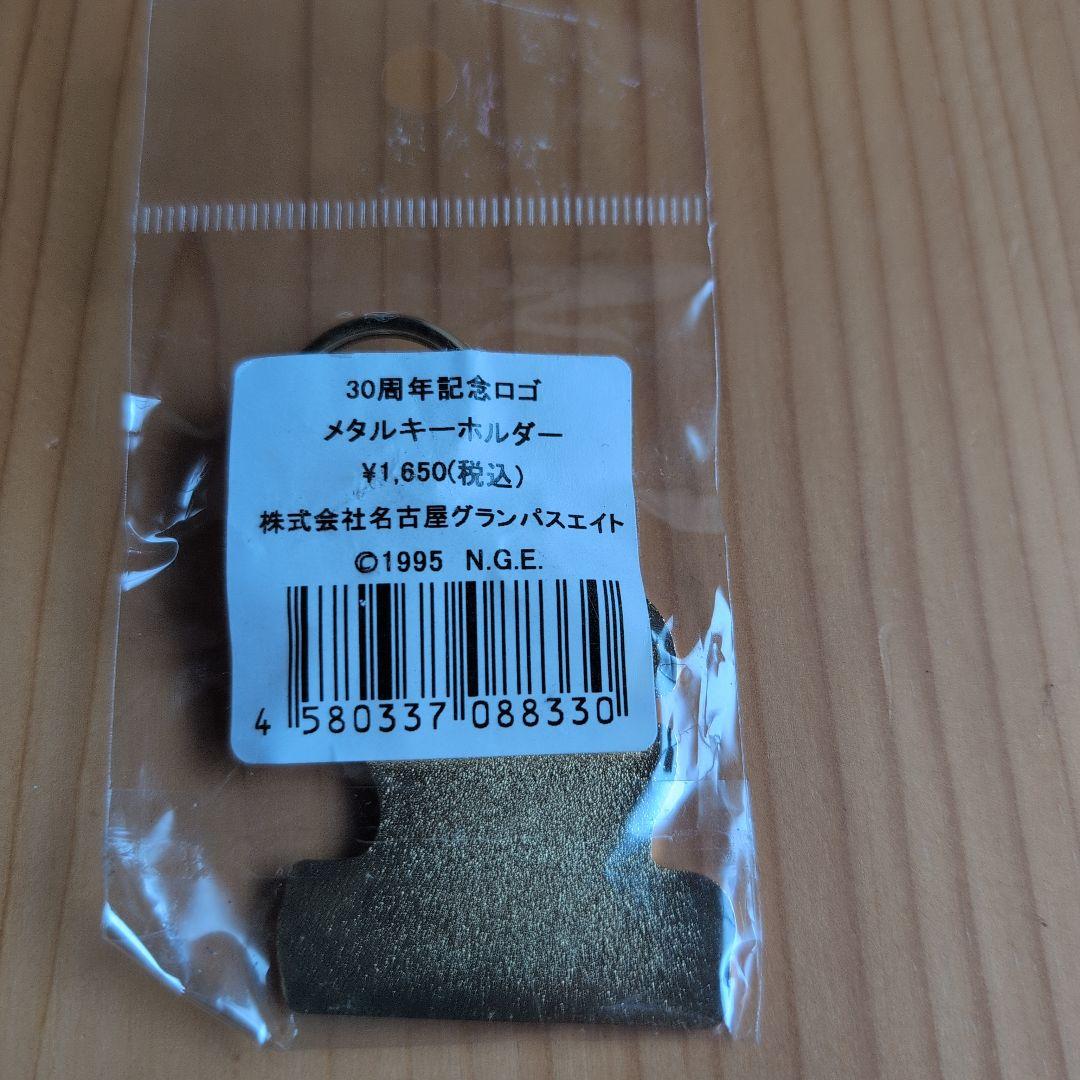 30周年記念ロゴ
メタルキーホルダー
¥1,650(税込)
株式会社名古屋グランパスエイト
©1995 N.G.E.
4 580337 088330